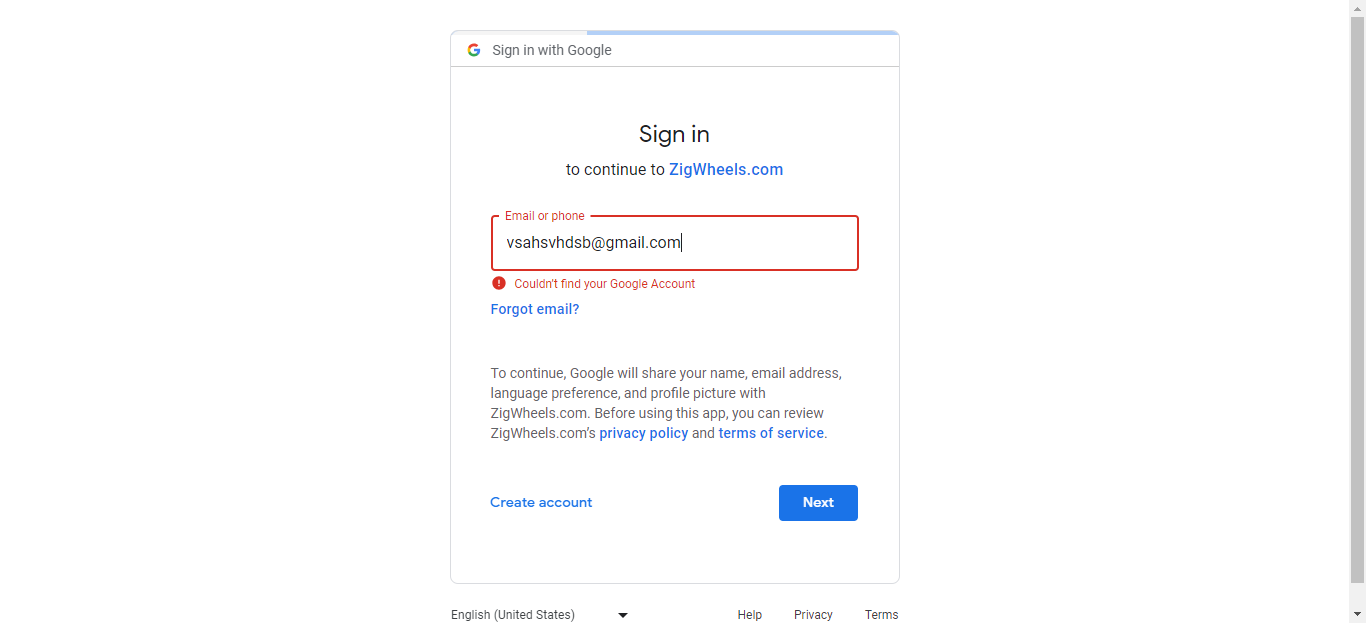 Sign in with Google
Sign in
to continue to ZigWheels.com
Email or phone
vsahsvhdsb@gmail.com
Couldn't find your Google Account
Forgot email?
To continue, Google will share your name, email address,
language preference, and profile picture with
ZigWheels.com. Before using this app, you can review
ZigWheels.com's privacy policy and terms of service.
Create account
Next
English (United States)
Help
Privacy
Terms